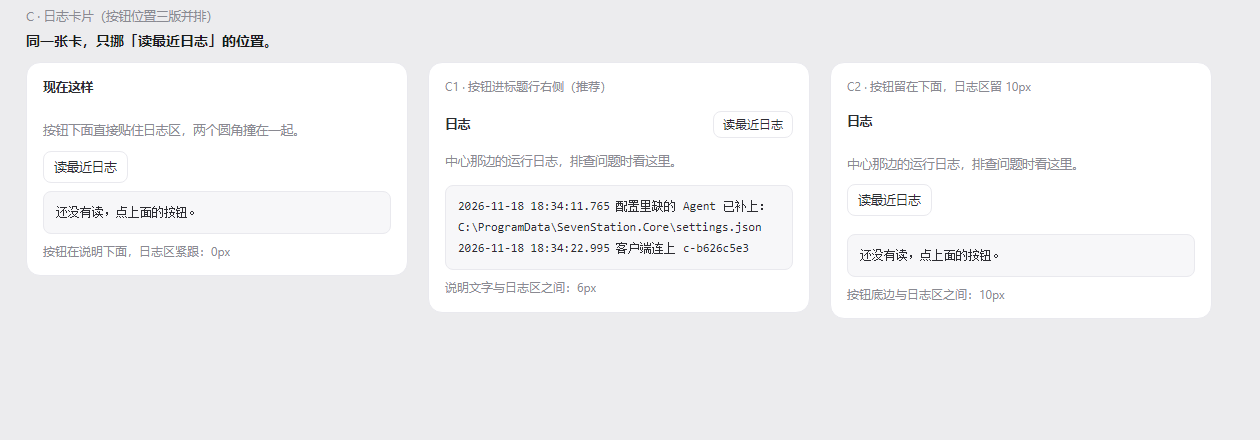 C · 日志卡片（按钮位置三版并排）
同一张卡，只挪「读最近日志」的位置。
现在这样
按钮下面直接贴住日志区，两个圆角撞在一起。
读最近日志
还没有读，点上面的按钮。
按钮在说明下面，日志区紧跟：0px
C1 · 按钮进标题行右侧（推荐）
日志
读最近日志
中心那边的运行日志，排查问题时看这里。
2026-11-18 18:34:11.765 配置里缺的 Agent 已补上：
C:\ProgramData\SevenStation.Core\settings.json
2026-11-18 18:34:22.995 客户端连上 c-b626c5e3
说明文字与日志区之间：6px
C2 · 按钮留在下面，日志区留 10px
日志
中心那边的运行日志，排查问题时看这里。
读最近日志
还没有读，点上面的按钮。
按钮底边与日志区之间：10px